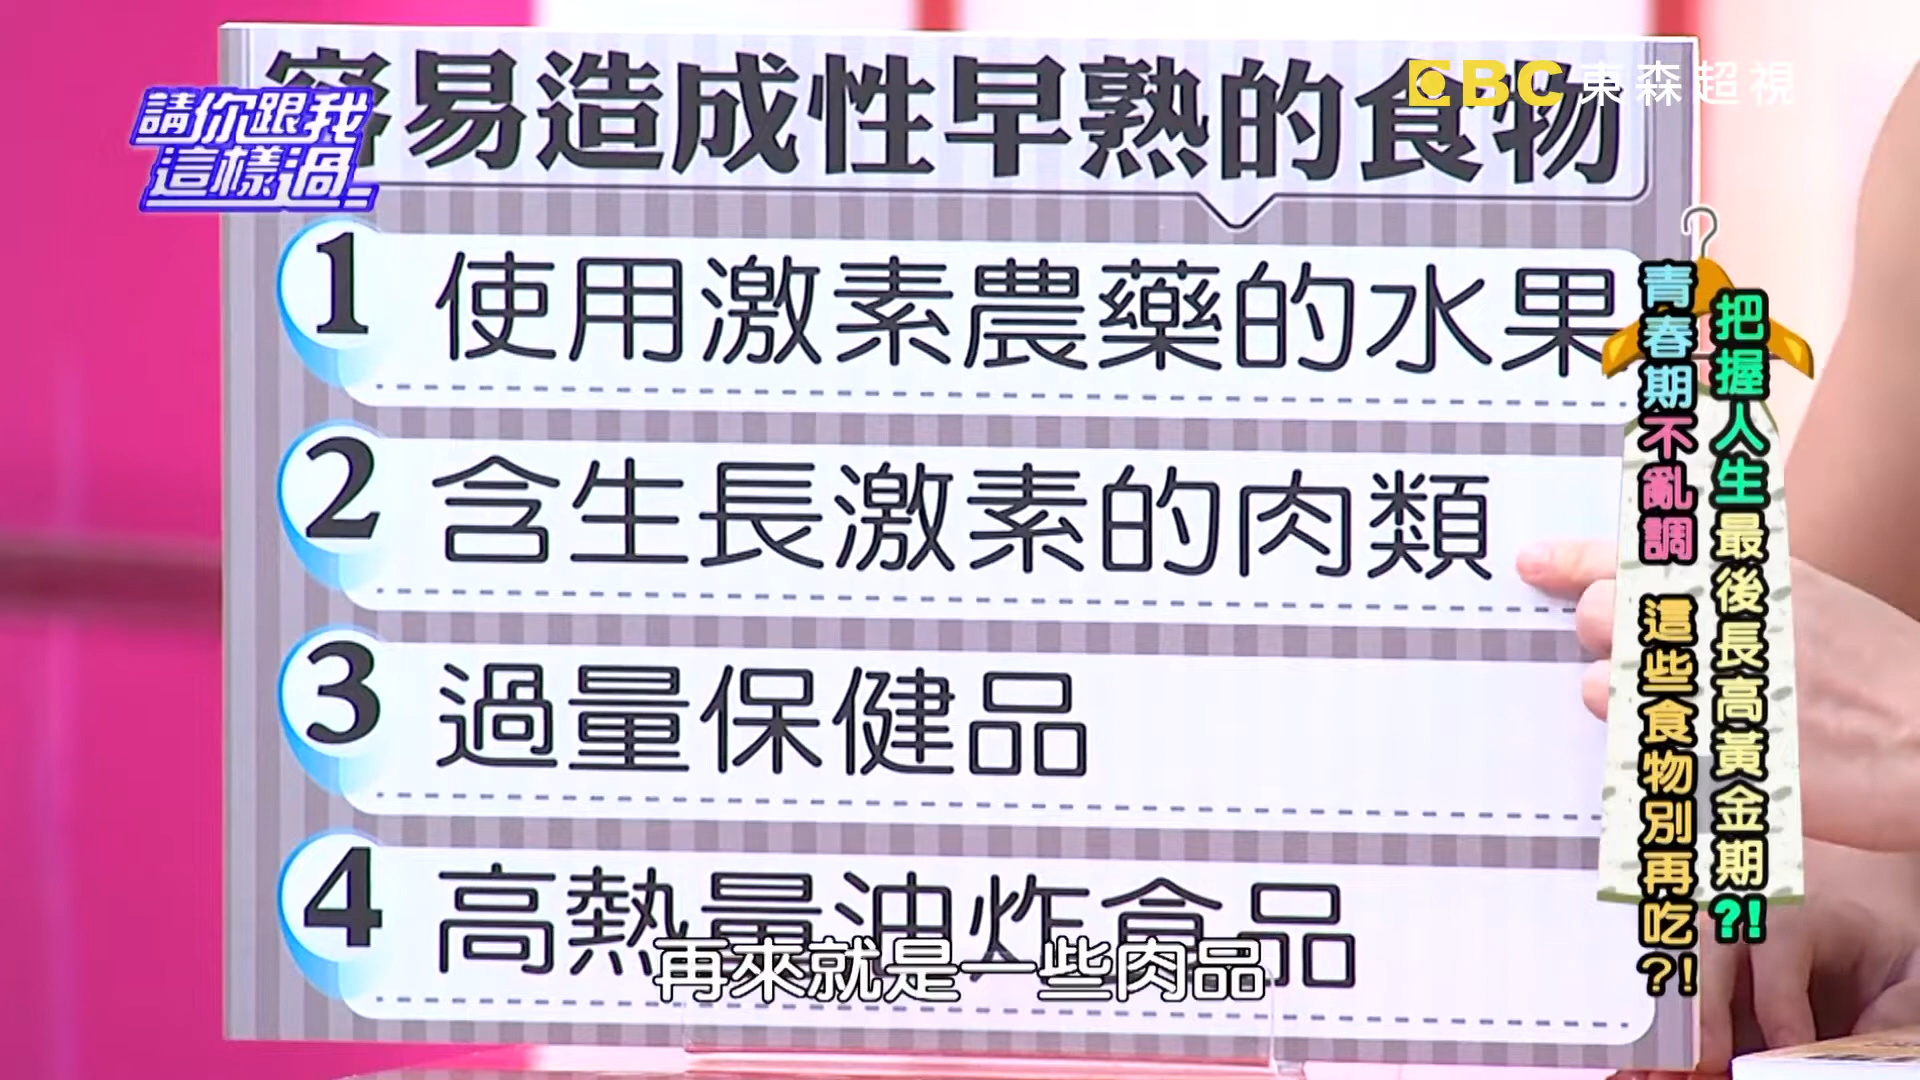 容易造成性早熟的食物
EBC 東森超視
請你跟我
這樣過
1 使用激素農藥的水果
2 含生長激素的肉類
3 過量保健品
4 高熱量油炸食品
把握人生最後長高黃金期?!
青春期不亂調 這些食物別再吃?!
再來就是一些肉品